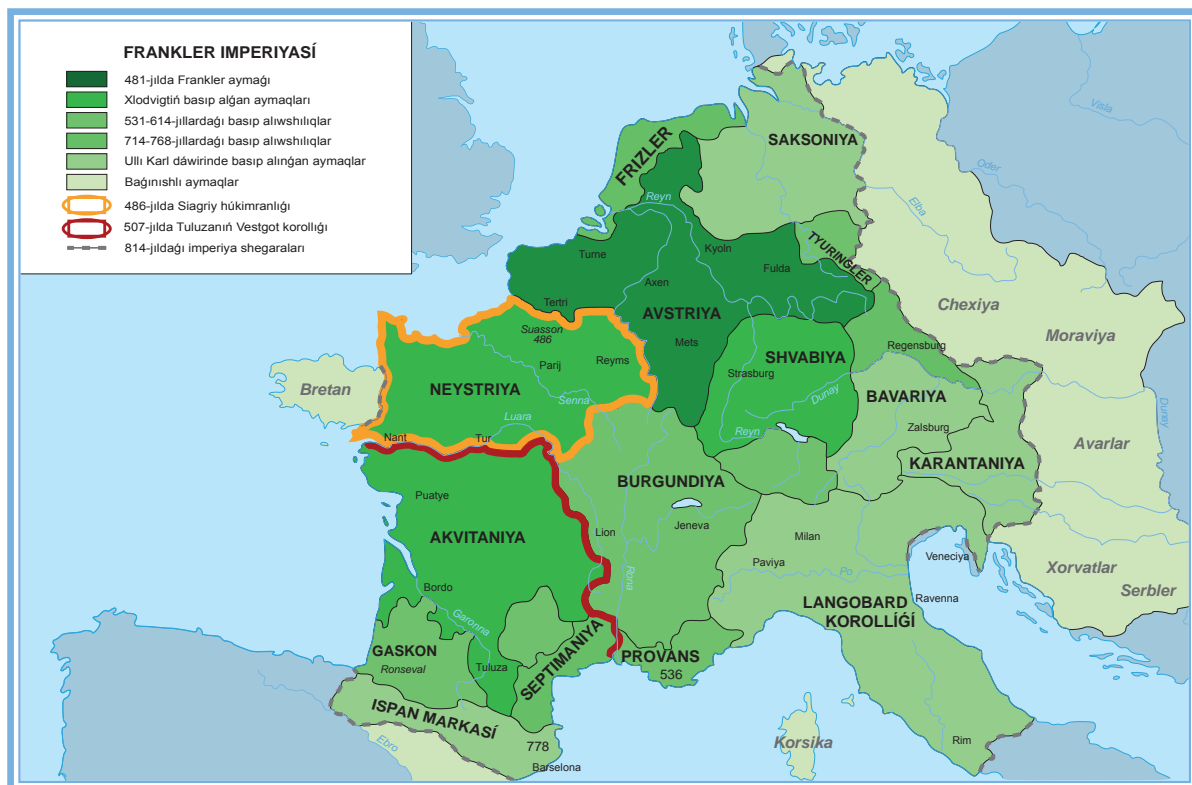 FRANKLER IMPERIYASÍ
481-jılda Frankler aymaǵı
Xlodvigtiń basıp alǵan aymaqları
531-614-jıllardaǵı basıp alıwshılıqlar
714-768-jıllardaǵı basıp alıwshılıqlar
Ullı Karl dáwirinde basıp alınǵan aymaqlar
Baǵınıshlı aymaqlar
486-jılda Siagriy húkimranlıǵı
507-jılda Tuluzanıń Vestgot korollıǵı
814-jıldaǵı imperiya shegaraları
Visla
Oder
Elba
SAKSONIYA
FRIZLER
Reyn
Kyoln
Turne
Fulda
TYURINGLER
Axen
Tertri
AVSTRIYA
Chexiya
Moraviya
Suasson
486
Mets
Regensburg
Parij
Reyms
SHVABIYA
Strasburg
Dunay
Bretan
NEYSTRIYA
Senna
BAVARIYA
Dunay
Luara
Zalsburg
Nant
Tur
Reyn
Avarlar
KARANTANIYA
BURGUNDIYA
Puatye
Jeneva
AKVITANIYA
Lion
Milan
Veneciya
Paviya
Po
Xorvatlar
Serbler
Rona
Bordo
Ravenna
LANGOBARD
KOROLLÍǴÍ
Garonna
GASKON
Ronseval
Tuluza
SEPTIMANIYA
PROVANS
536
ISPAN MARKASÍ
778
Barselona
Ebro
Korsika
Rim